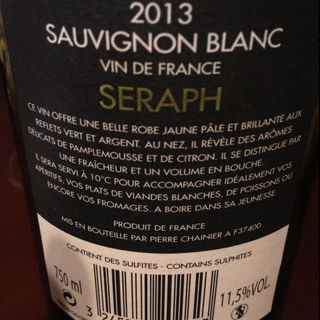 2013
SAUVIGNON BLANC
VIN DE FRANCE
SERAPH
CE VIN OFFRE UNE BELLE ROBE JAUNE PÂLE ET BRILLANTE AUX
REFLETS VERT ET ARGENT. AU NEZ, IL RÉVÈLE DES ARÔMES
DÉLICATS DE PAMPLEMOUSSE ET DE CITRON. IL SE DISTINGUE PAR
UNE FRAÎCHEUR ET UN VOLUME EN BOUCHE.
IL SERA SERVI À 10°C POUR ACCOMPAGNER IDÉALEMENT VOS
APÉRITIFS, VOS PLATS DE VIANDES BLANCHES, DE POISSONS OU
ENCORE VOS FROMAGES. A BOIRE DANS SA JEUNESSE.
PRODUIT DE FRANCE
MIS EN BOUTEILLE PAR PIERRE CHAINIER A F37400
CONTIENT DES SULFITES - CONTAINS SULPHITES
750 ml
11,5%VOL.
3